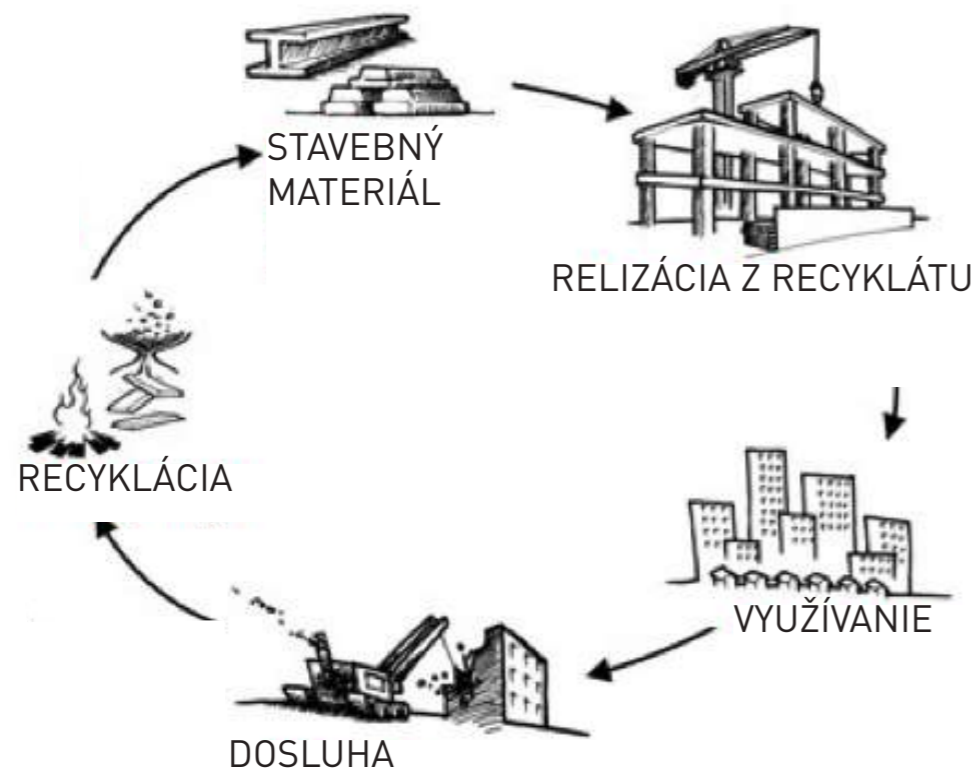 STAVEBNÝ
MATERIÁL
RELIZÁCIA Z RECYKLÁTU
RECYKLÁCIA
VYUŽÍVANIE
DOSLUHA